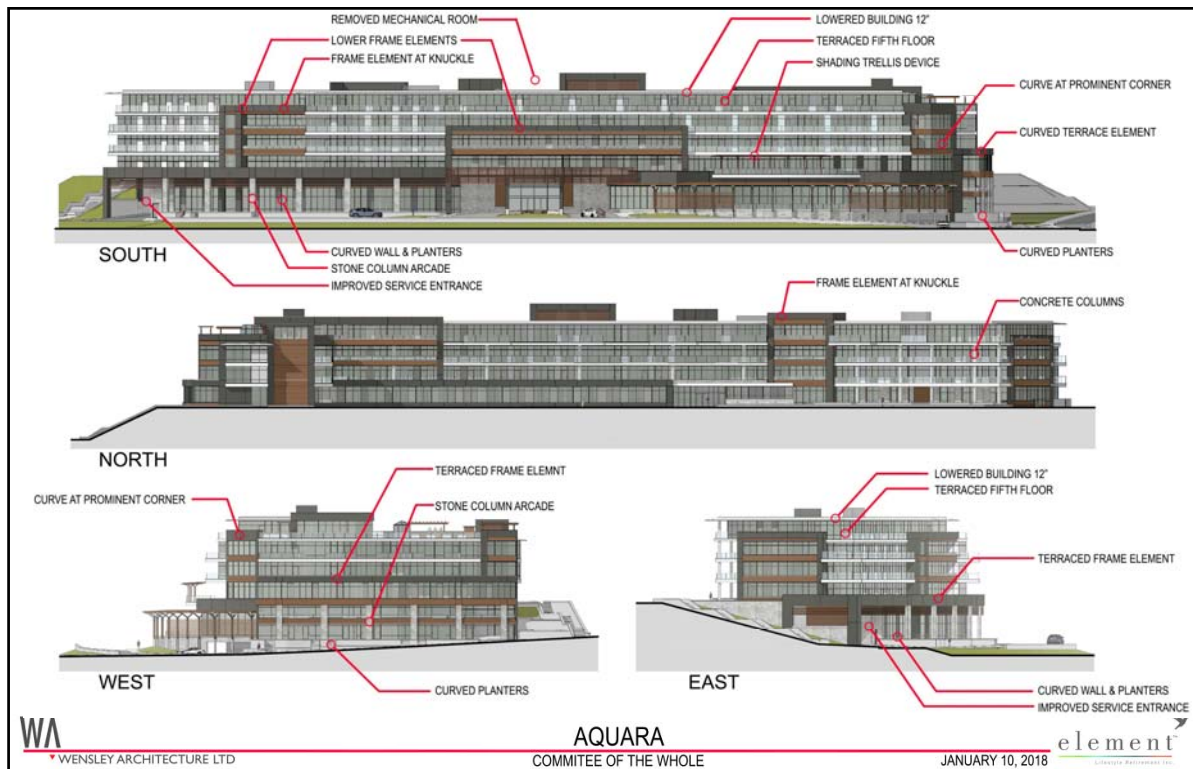 REMOVED MECHANICAL ROOM
LOWER FRAME ELEMENTS
FRAME ELEMENT AT KNUCKLE
LOWERED BUILDING 12"
TERRACED FIFTH FLOOR
SHADING TRELLIS DEVICE
CURVE AT PROMINENT CORNER
CURVED TERRACE ELEMENT
SOUTH
CURVED WALL & PLANTERS
STONE COLUMN ARCADE
IMPROVED SERVICE ENTRANCE
CURVED PLANTERS
FRAME ELEMENT AT KNUCKLE
CONCRETE COLUMNS
NORTH
TERRACED FRAME ELEMNT
CURVE AT PROMINENT CORNER
STONE COLUMN ARCADE
WEST
CURVED PLANTERS
LOWERED BUILDING 12"
TERRACED FIFTH FLOOR
TERRACED FRAME ELEMENT
EAST
CURVED WALL & PLANTERS
IMPROVED SERVICE ENTRANCE
WA
WENSLEY ARCHITECTURE LTD
AQUARA
COMMITEE OF THE WHOLE
JANUARY 10, 2018
element
Lifestyle Retirement Inc.